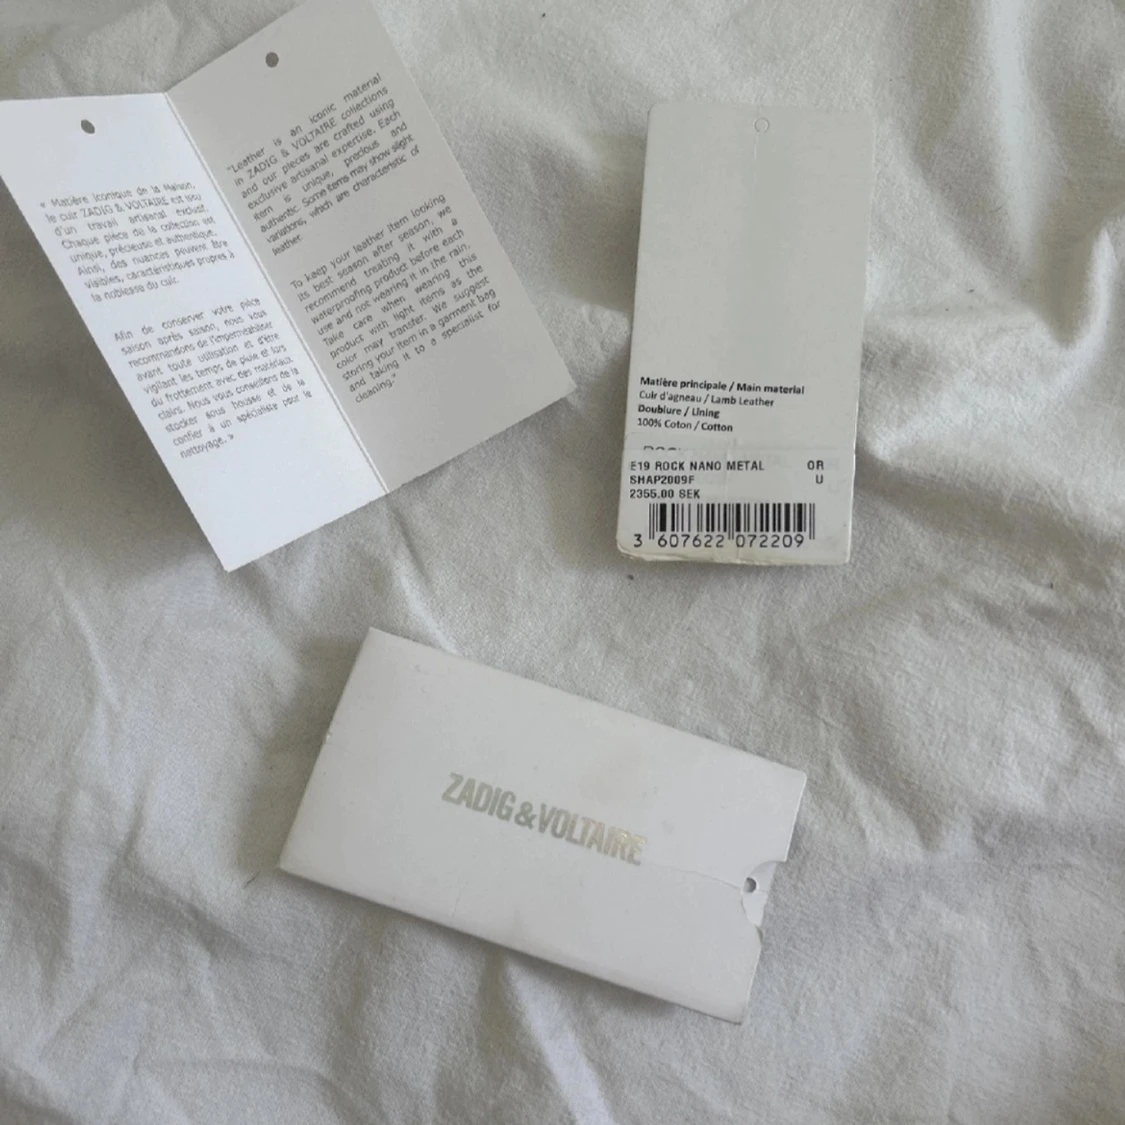 « Matière iconique de la Maison,
le cuir ZADIG & VOLTAIRE est issu
d'un travail artisanal exclusif.
Chaque pièce de la collection est
unique, précieuse et authentique.
Ainsi, des nuances peuvent être
visibles, caractéristiques propres à
la noblesse du cuir.
Afin de conserver votre pièce
saison après saison, nous vous
recommandons de l'imperméabiliser
avant toute utilisation et d'être
vigilant les temps de pluie et lors
du frottement avec des matériaux
clairs. Nous vous conseillons de la
stocker sous housse et de la
confier à un spécialiste pour le
nettoyage. »
"Leather is an iconic material
in ZADIG & VOLTAIRE collections
and our pieces are crafted using
exclusive artisanal expertise. Each
item is unique, precious and
authentic. Some items may show slight
variations, which are characteristic of
leather.
To keep your leather item looking
its best season after season, we
recommend treating it with a
waterproofing product before each
use and not wearing it in the rain.
Take care when wearing this
product with light items as the
color may transfer. We suggest
storing your item in a garment bag
and taking it to a specialist for
cleaning."
Matière principale / Main material
Cuir d'agneau / Lamb Leather
Doublure / Lining
100% Coton / Cotton
E19 ROCK NANO METAL OR
SHAP2009F U
2355.00 SEK
3 607622 072209
ZADIG & VOLTAIRE